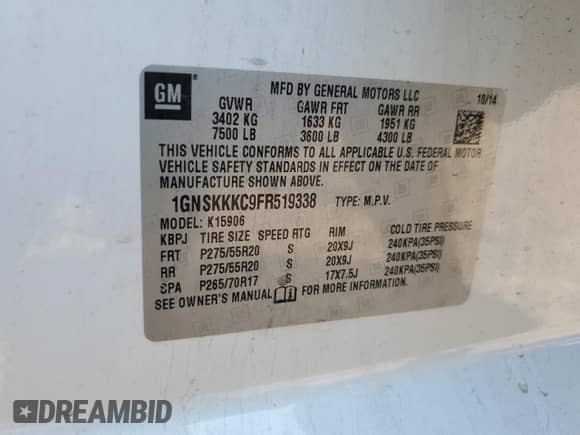 GM ®
MFD BY GENERAL MOTORS LLC 10/14
GVWR GAWR FRT GAWR RR
3402 KG 1633 KG 1951 KG
7500 LB 3600 LB 4300 LB
THIS VEHICLE CONFORMS TO ALL APPLICABLE U.S. FEDERAL MOTOR
VEHICLE SAFETY STANDARDS IN EFFECT ON THE DATE OF
MANUFACTURE SHOWN ABOVE.
1GNSKKKC9FR519338 TYPE: M.P.V.
MODEL: K15906
KBPJ TIRE SIZE SPEED RTG RIM COLD TIRE PRESSURE
FRT P275/55R20 S 20X9J 240KPA(35PSI)
RR P275/55R20 S 20X9J 240KPA(35PSI)
SPA P265/70R17 S 17X7.5J 240KPA(35PSI)
SEE OWNER'S MANUAL FOR MORE INFORMATION.
DREAMBID